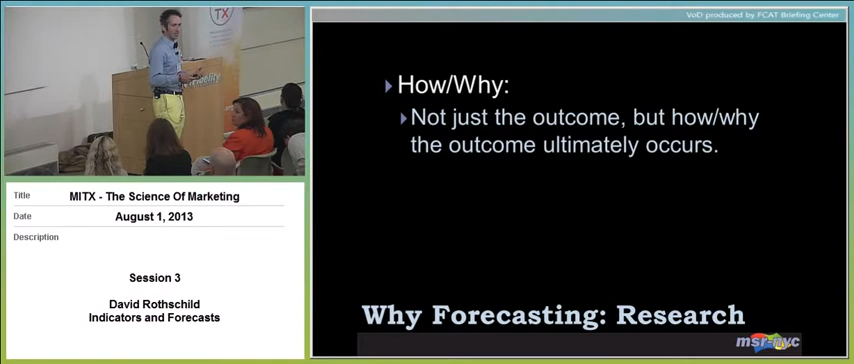 VoD produced by FCAT Briefing Center
TX
Fidelity
How/Why:
Not just the outcome, but how/why
the outcome ultimately occurs.
Why Forecasting: Research
msr-nyc
Title MITX - The Science Of Marketing
Date August 1, 2013
Description
Session 3
David Rothschild
Indicators and Forecasts